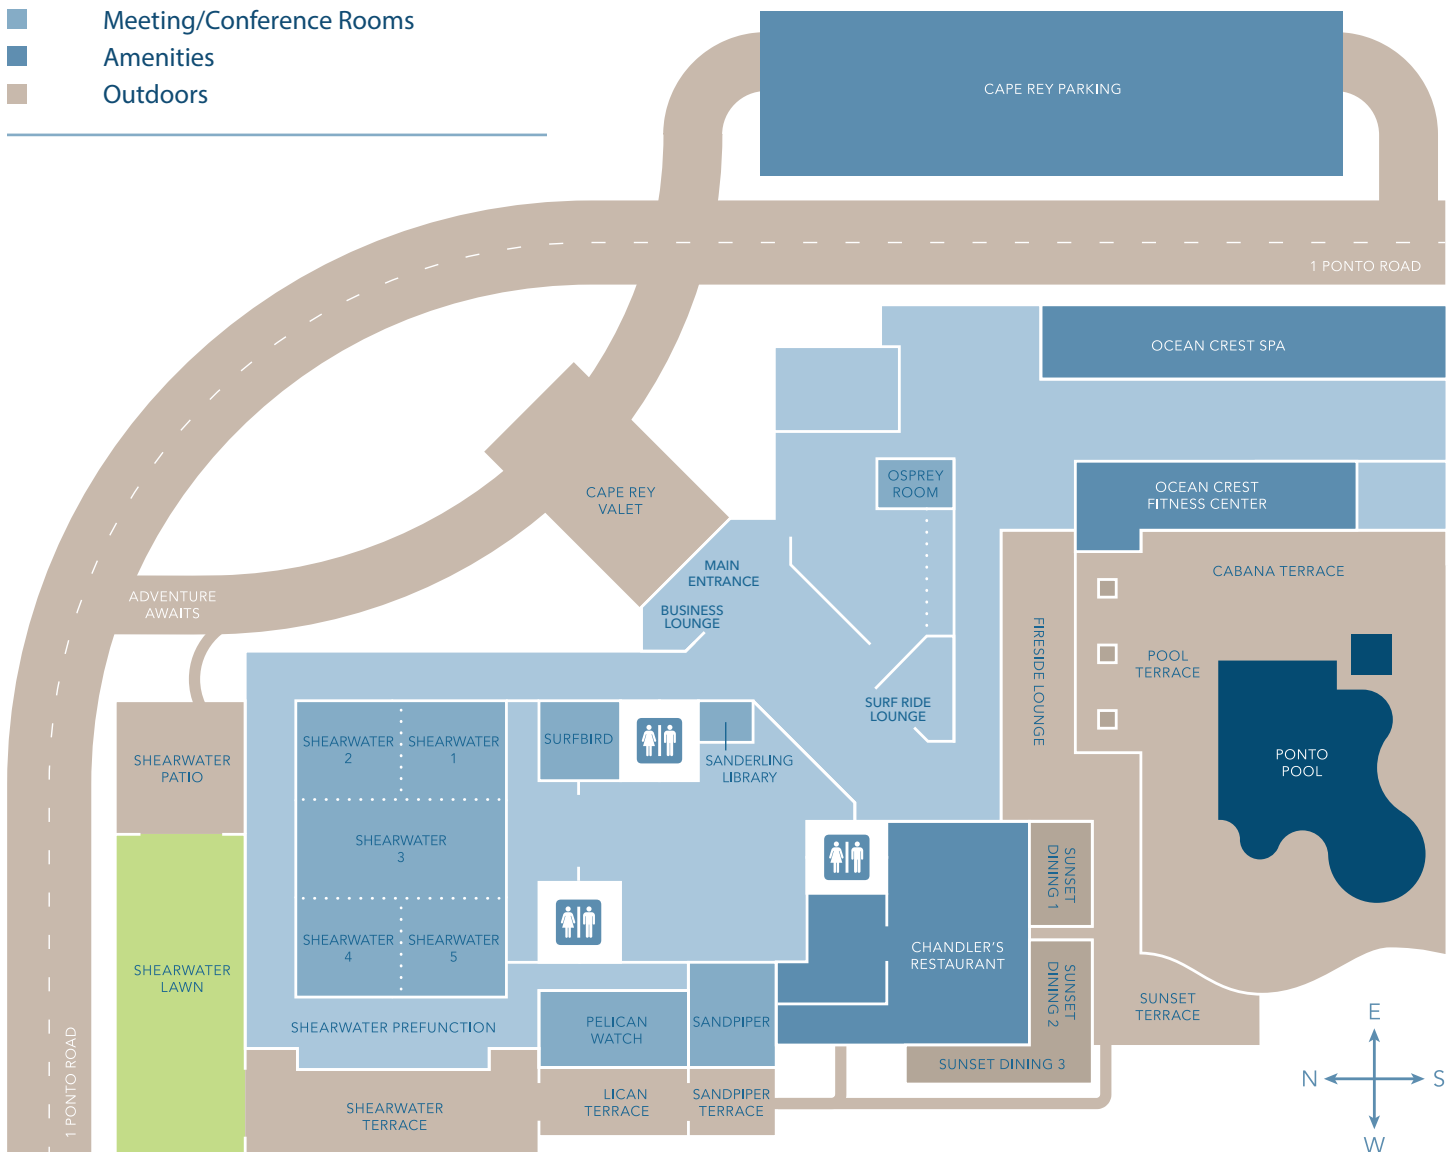 Meeting/Conference Rooms
Amenities
Outdoors
CAPE REY PARKING
1 PONTO ROAD
OCEAN CREST SPA
OSPREY
ROOM
OCEAN CREST
FITNESS CENTER
CAPE REY
VALET
MAIN
ENTRANCE
CABANA TERRACE
ADVENTURE
AWAITS
BUSINESS
LOUNGE
FIRESIDE LOUNGE
POOL
TERRACE
SURF RIDE
LOUNGE
SHEARWATER
2
SHEARWATER
1
SURFBIRD
SANDERLING
LIBRARY
SHEARWATER
PATIO
PONTO
POOL
SHEARWATER
3
SUNSET
DINING 1
SHEARWATER
4
SHEARWATER
5
CHANDLER'S
RESTAURANT
SHEARWATER
LAWN
SUNSET
DINING 2
SUNSET
TERRACE
SHEARWATER PREFUNCTION
PELICAN
WATCH
SANDPIPER
SUNSET DINING 3
1 PONTO ROAD
SHEARWATER
TERRACE
LICAN
TERRACE
SANDPIPER
TERRACE
E
N
S
W